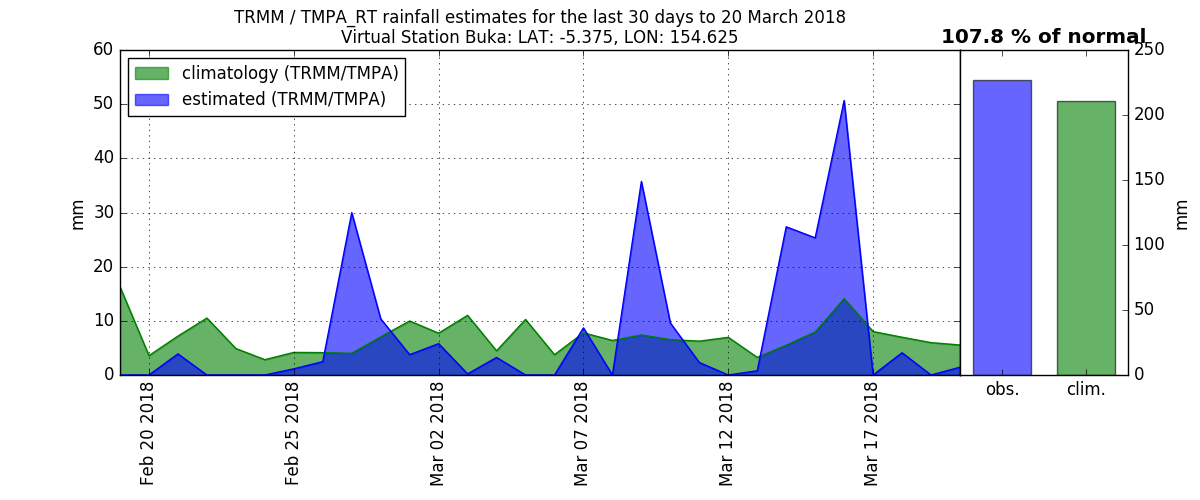 TRMM / TMPA_RT rainfall estimates for the last 30 days to 20 March 2018
Virtual Station Buka: LAT: -5.375, LON: 154.625
107.8 % of normal
climatology (TRMM/TMPA)
estimated (TRMM/TMPA)
60
50
40
30
20
10
0
mm
Feb 20 2018
Feb 25 2018
Mar 02 2018
Mar 07 2018
Mar 12 2018
Mar 17 2018
250
200
150
100
50
0
mm
obs.
clim.